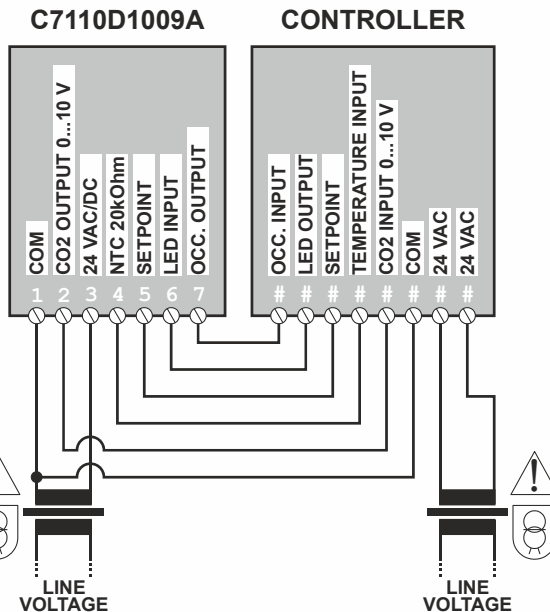 C7110D1009A
CONTROLLER
COM
CO2 OUTPUT 0...10 V
24 VAC/DC
NTC 20kOhm
SETPOINT
LED INPUT
OCC. OUTPUT
1 2 3 4 5 6 7
OCC. INPUT
LED OUTPUT
SETPOINT
TEMPERATURE INPUT
CO2 INPUT 0...10 V
COM
24 VAC
24 VAC
# # # # # # # #
LINE
VOLTAGE
LINE
VOLTAGE